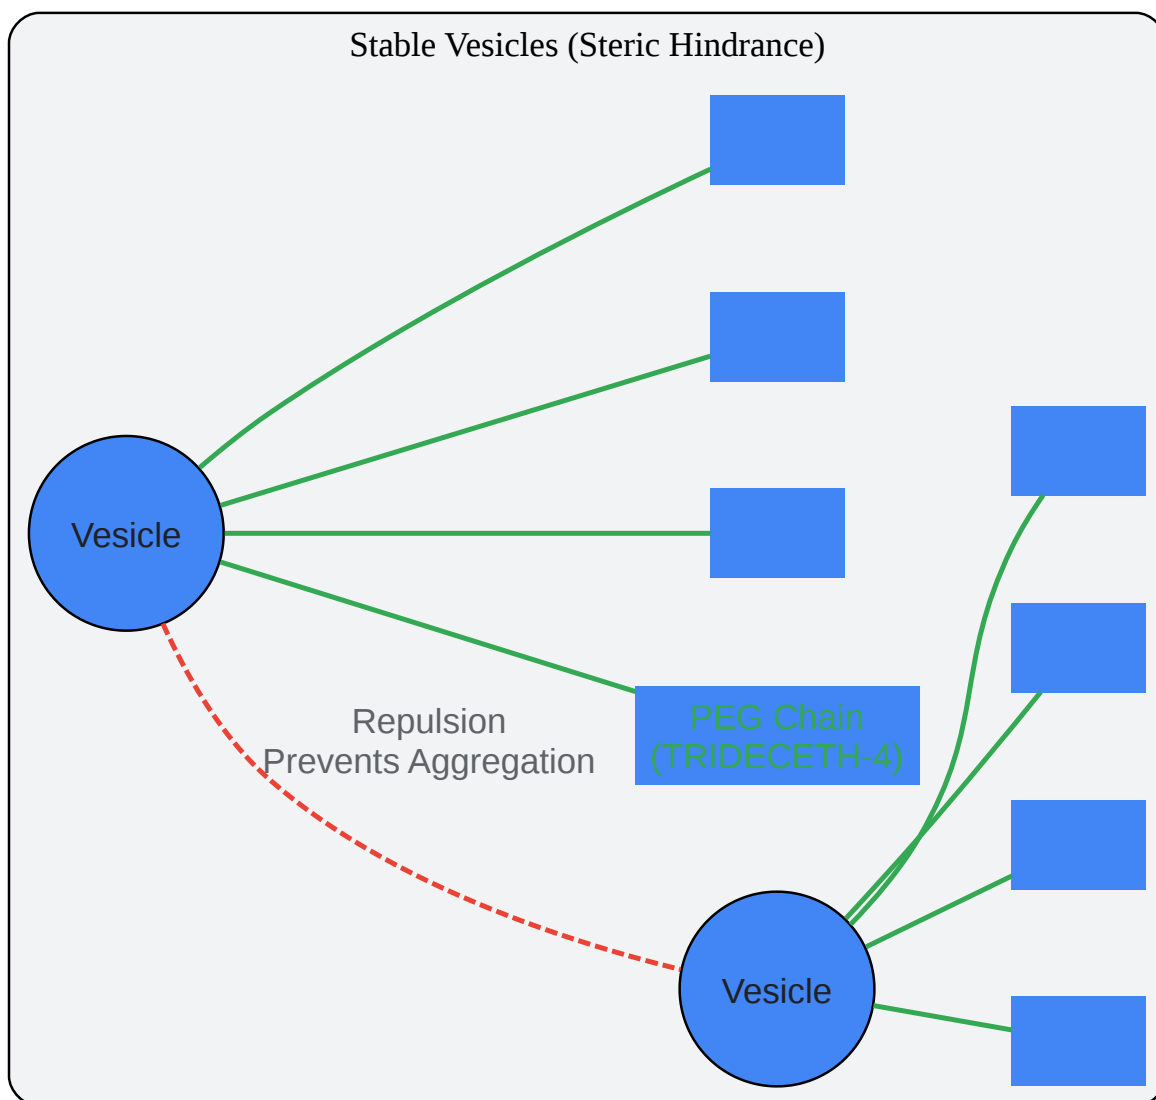 Stable Vesicles (Steric Hindrance)
Vesicle
Repulsion
Prevents Aggregation
PEG Chain
(TRIDECETH-4)
Vesicle